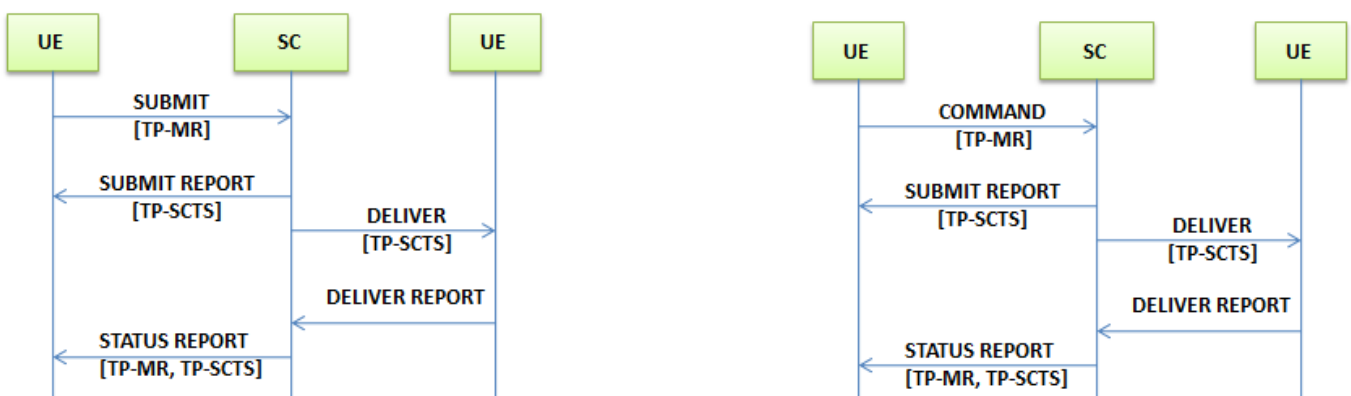 UE
SC
UE
SUBMIT
[TP-MR]
SUBMIT REPORT
[TP-SCTS]
DELIVER
[TP-SCTS]
DELIVER REPORT
STATUS REPORT
[TP-MR, TP-SCTS]
UE
SC
UE
COMMAND
[TP-MR]
SUBMIT REPORT
[TP-SCTS]
DELIVER
[TP-SCTS]
DELIVER REPORT
STATUS REPORT
[TP-MR, TP-SCTS]